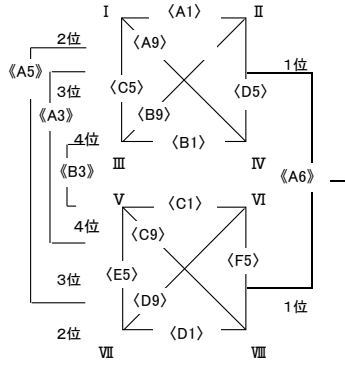 Ⅰ 〈A1〉 Ⅱ
2位 〈A9〉
《A5》 1位
3位 〈C5〉 〈D5〉
《A3》 〈B9〉
4位 〈B1〉
Ⅲ Ⅳ
《B3》 《A6》
Ⅴ 〈C1〉 Ⅵ
4位 〈C9〉
〈E5〉 〈F5〉
3位 〈D9〉 1位
2位 〈D1〉
Ⅶ Ⅷ